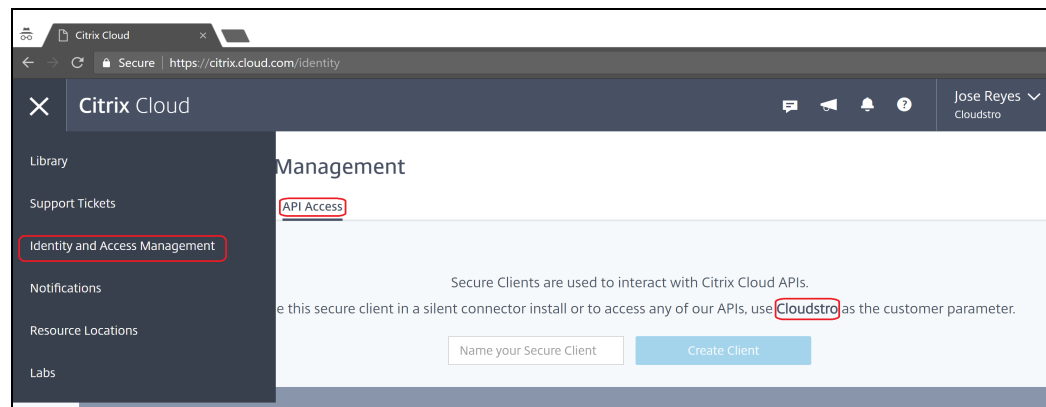 Citrix Cloud
Secure | https://citrix.cloud.com/identity
Citrix Cloud
Jose Reyes
Cloudstro
Library
Management
Support Tickets
API Access
Identity and Access Management
Notifications
Secure Clients are used to interact with Citrix Cloud APIs.
e this secure client in a silent connector install or to access any of our APIs, use Cloudstro as the customer parameter.
Resource Locations
Name your Secure Client
Create Client
Labs